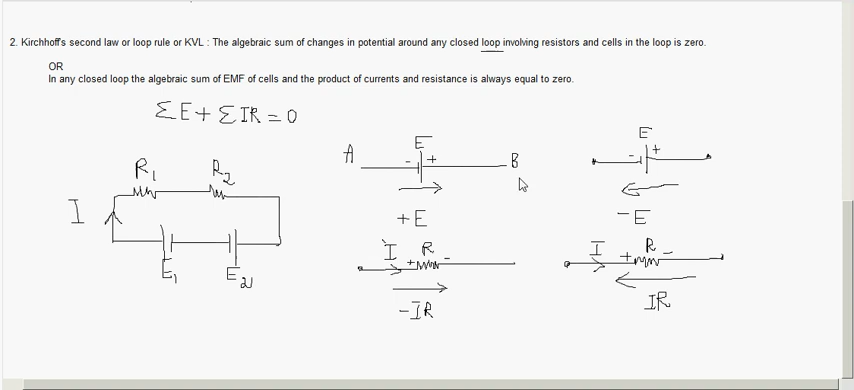 2. Kirchhoff's second law or loop rule or KVL : The algebraic sum of changes in potential around any closed loop involving resistors and cells in the loop is zero.
OR
In any closed loop the algebraic sum of EMF of cells and the product of currents and resistance is always equal to zero.
ΣE + ΣIR = 0
A E - + B
E - +
R1 R2
I
+E
-E
E1 E2
I R + -
I R + -
-IR
IR